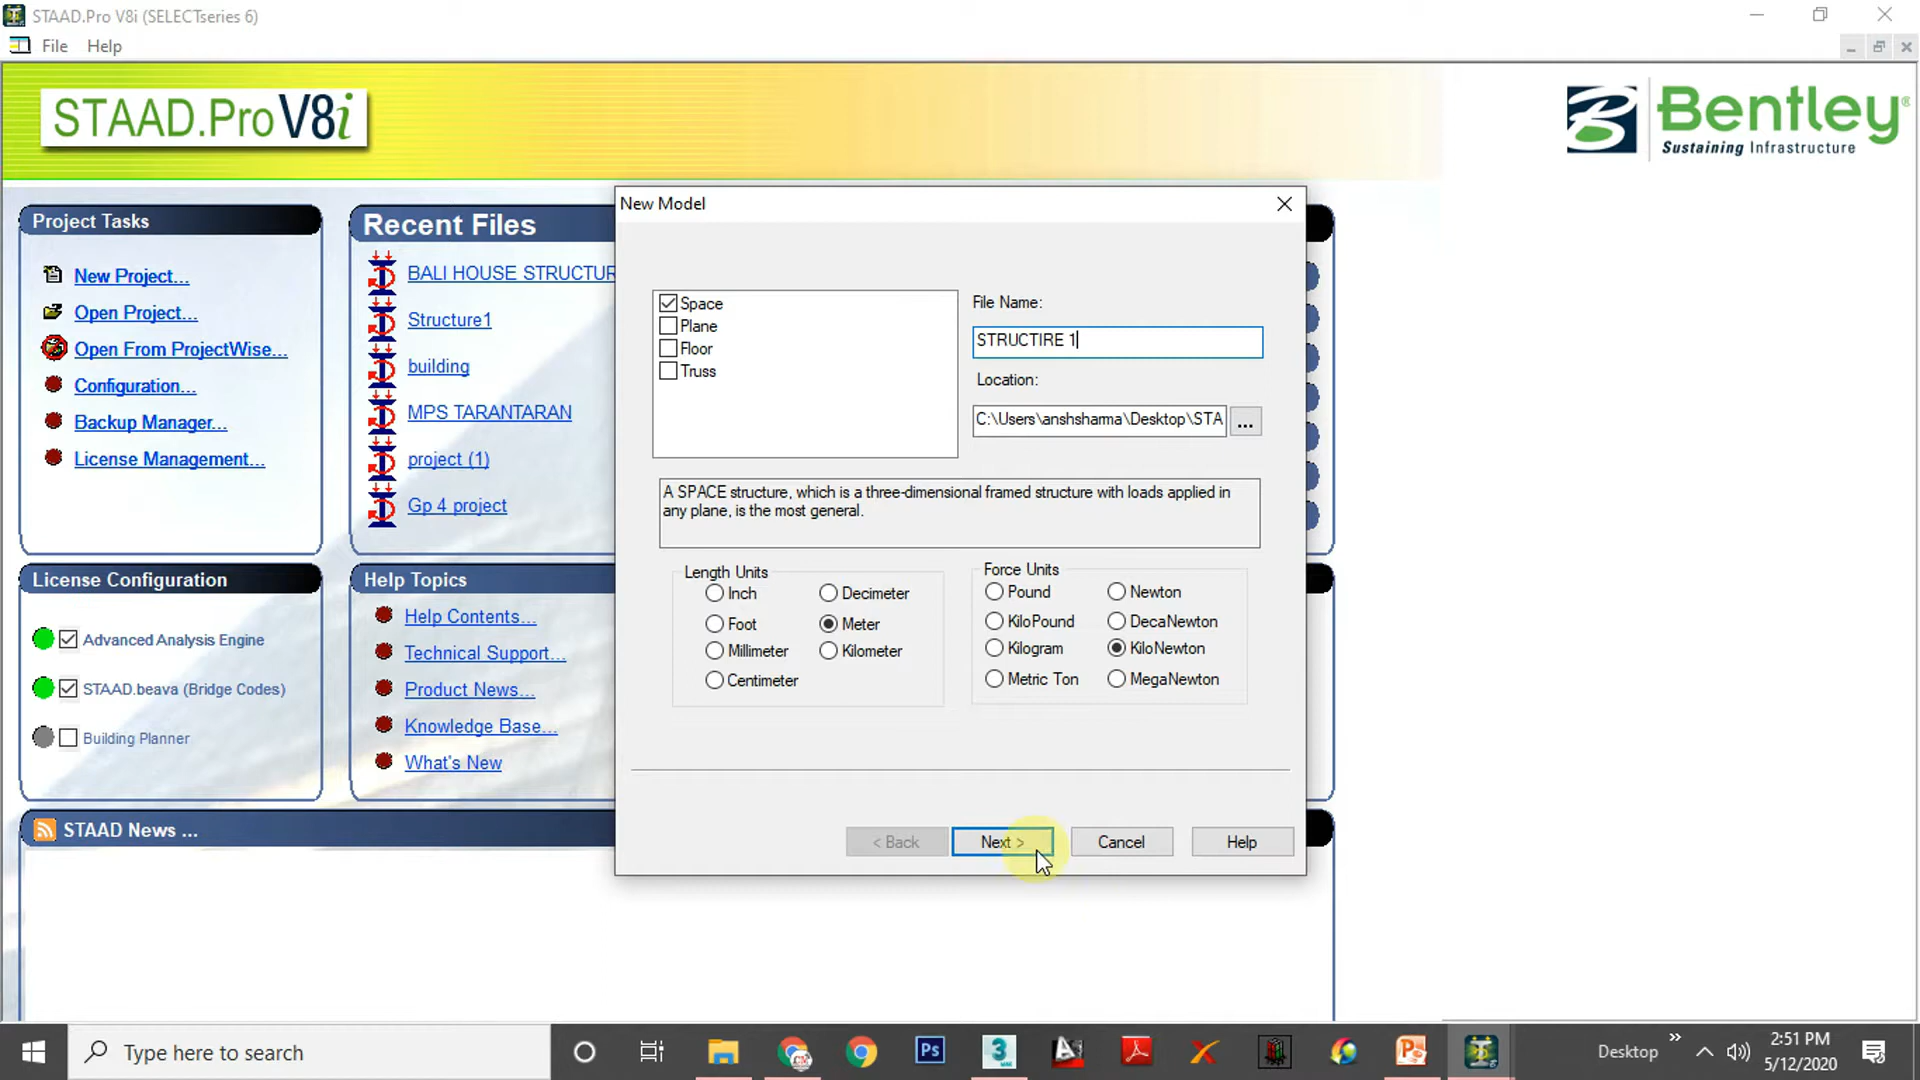 STAAD.Pro V8i (SELECTseries 6)
File Help
STAAD.Pro V8i
Bentley®
Sustaining Infrastructure
Project Tasks
New Project...
Open Project...
Open From ProjectWise...
Configuration...
Backup Manager...
License Management...
Recent Files
BALI HOUSE STRUCTUR
Structure1
building
MPS TARANTARAN
project (1)
Gp 4 project
New Model
Space
Plane
Floor
Truss
File Name:
STRUCTIRE 1
Location:
C:\Users\anshsharma\Desktop\STA
...
A SPACE structure, which is a three-dimensional framed structure with loads applied in
any plane, is the most general.
Length Units
Inch
Foot
Millimeter
Centimeter
Decimeter
Meter
Kilometer
Force Units
Pound
KiloPound
Kilogram
Metric Ton
Newton
DecaNewton
KiloNewton
MegaNewton
< Back
Next >
Cancel
Help
License Configuration
Advanced Analysis Engine
STAAD.beava (Bridge Codes)
Building Planner
Help Topics
Help Contents...
Technical Support...
Product News...
Knowledge Base...
What's New
STAAD News ...
Type here to search
Ps
3
Desktop
2:51 PM
5/12/2020